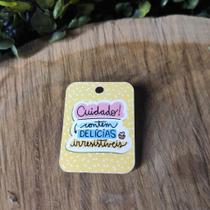 Cuidado!
contém
DELÍCIAS
irresistíveis